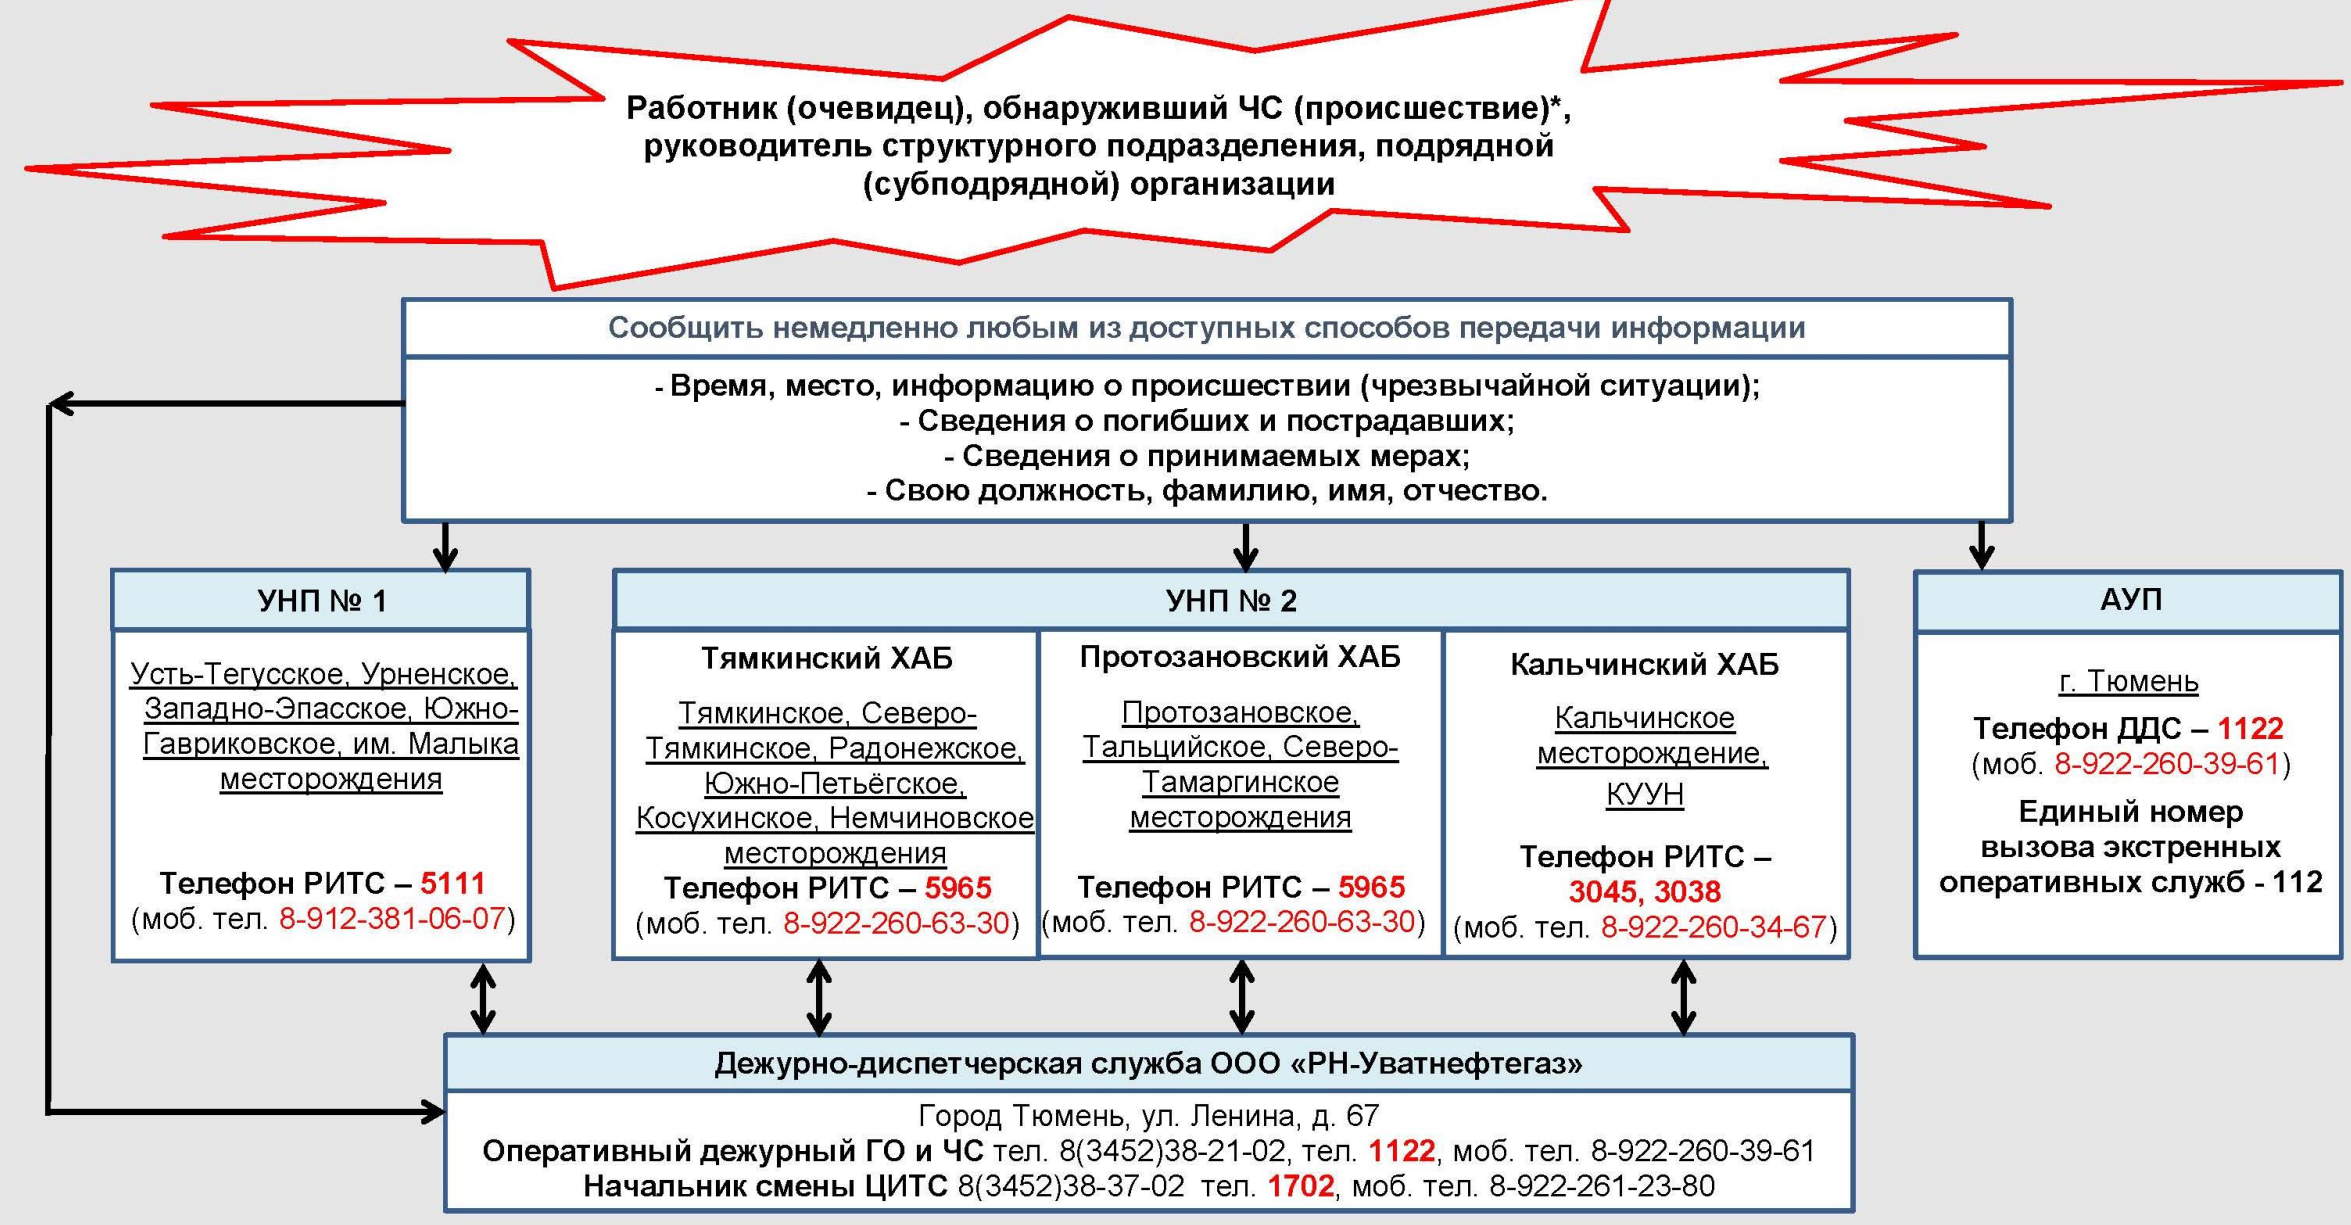 Работник (очевидец), обнаруживший ЧС (происшествие)*,
руководитель структурного подразделения, подрядной
(субподрядной) организации
Сообщить немедленно любым из доступных способов передачи информации
- Время, место, информацию о происшествии (чрезвычайной ситуации);
- Сведения о погибших и пострадавших;
- Сведения о принимаемых мерах;
- Свою должность, фамилию, имя, отчество.
УНП № 1
Усть-Тегусское, Урненское,
Западно-Эпасское, Южно-
Гавриковское, им. Малыка
месторождения
Телефон РИТС – 5111
(моб. тел. 8-912-381-06-07)
УНП № 2
Тямкинский ХАБ
Тямкинское, Северо-
Тямкинское, Радонежское,
Южно-Петьёгское,
Косухинское, Немчиновское
месторождения
Телефон РИТС – 5965
(моб. тел. 8-922-260-63-30)
Протозановский ХАБ
Протозановское,
Тальцийское, Северо-
Тамаргинское
месторождения
Телефон РИТС – 5965
(моб. тел. 8-922-260-63-30)
Кальчинский ХАБ
Кальчинское
месторождение,
КУУН
Телефон РИТС –
3045, 3038
(моб. тел. 8-922-260-34-67)
АУП
г. Тюмень
Телефон ДДС – 1122
(моб. 8-922-260-39-61)
Единый номер
вызова экстренных
оперативных служб - 112
Дежурно-диспетчерская служба ООО «РН-Уватнефтегаз»
Город Тюмень, ул. Ленина, д. 67
Оперативный дежурный ГО и ЧС тел. 8(3452)38-21-02, тел. 1122, моб. тел. 8-922-260-39-61
Начальник смены ЦИТС 8(3452)38-37-02 тел. 1702, моб. тел. 8-922-261-23-80